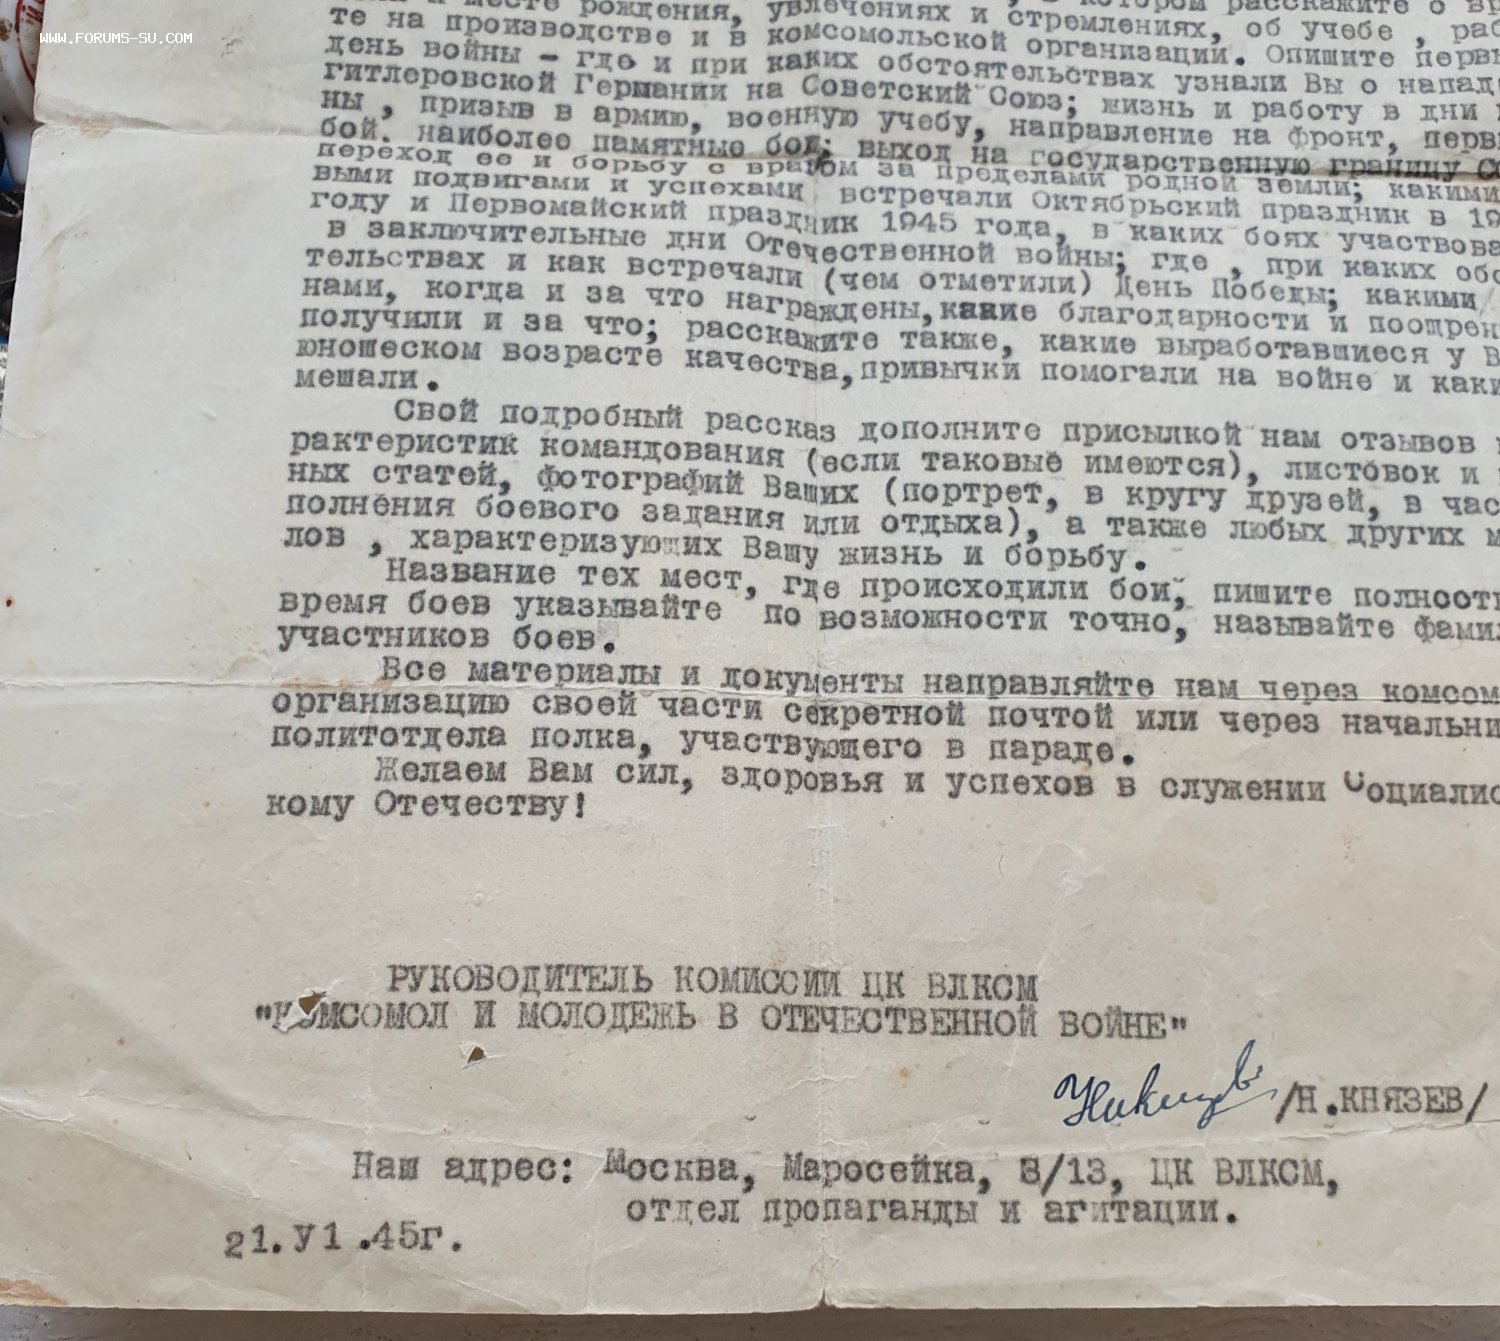 WWW.FORUMS-SU.COM
месте рождения, увлечениях и стремлениях, об учебе , раб
те на производстве и в комсомольской организации. Опишите первы
день войны - где и при каких обстоятельствах узнали Вы о напад
гитлеровской Германии на Советский Союз; жизнь и работу в дни
ны , призыв в армию, военную учебу, направление на фронт, перв
бой. наиболее памятные бои; выход на государственную границу СС
переход ее и борьбу с врагом за пределами родной земли; какими
выми подвигами и успехами встречали Октябрьский праздник в 19
году и Первомайский праздник 1945 года, в каких боях участвова
в заключительные дни Отечественной войны; где , при каких обс
тельствах и как встречали (чем отметили) День Победы; какими
нами, когда и за что награждены, какие благодарности и поощрен
получили и за что; расскажите также, какие выработавшиеся у В
юношеском возрасте качества, привычки помогали на войне и каки
мешали.
Свой подробный рассказ дополните присылкой нам отзывов
рактеристик командования (если таковые имеются), листовок и
ных статей, фотографий Ваших (портрет, в кругу друзей, в час
полнения боевого задания или отдыха), а также любых других м
лов , характеризующих Вашу жизнь и борьбу.
Название тех мест, где происходили бои, пишите полност
время боев указывайте по возможности точно, называйте фамил
участников боев.
Все материалы и документы направляйте нам через комсом
организацию своей части секретной почтой или через начальни
политотдела полка, участвующего в параде.
Желаем Вам сил, здоровья и успехов в служении Социалис
кому Отечеству!
РУКОВОДИТЕЛЬ КОМИССИИ ЦК ВЛКСМ
"КОМСОМОЛ И МОЛОДЕЖЬ В ОТЕЧЕСТВЕННОЙ ВОЙНЕ"
/Н.КНЯЗЕВ/
Наш адрес: Москва, Маросейка, 3/13, ЦК ВЛКСМ,
отдел пропаганды и агитации.
21.У1.45г.